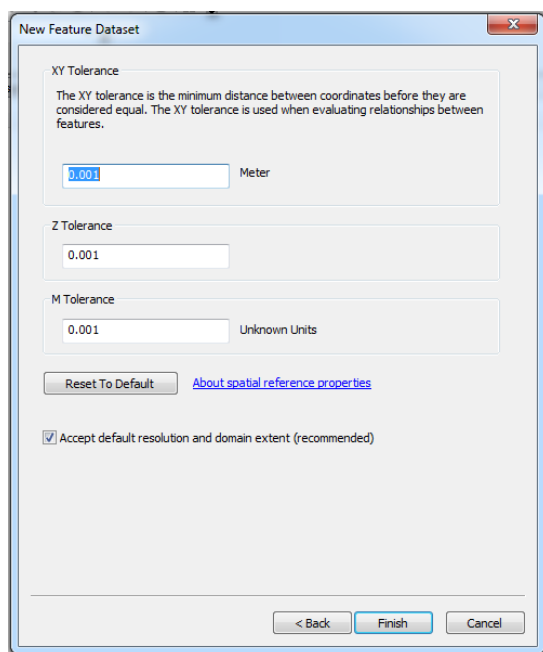 New Feature Dataset
XY Tolerance
The XY tolerance is the minimum distance between coordinates before they are
considered equal. The XY tolerance is used when evaluating relationships between
features.
0.001 Meter
Z Tolerance
0.001
M Tolerance
0.001 Unknown Units
Reset To Default About spatial reference properties
Accept default resolution and domain extent (recommended)
< Back Finish Cancel